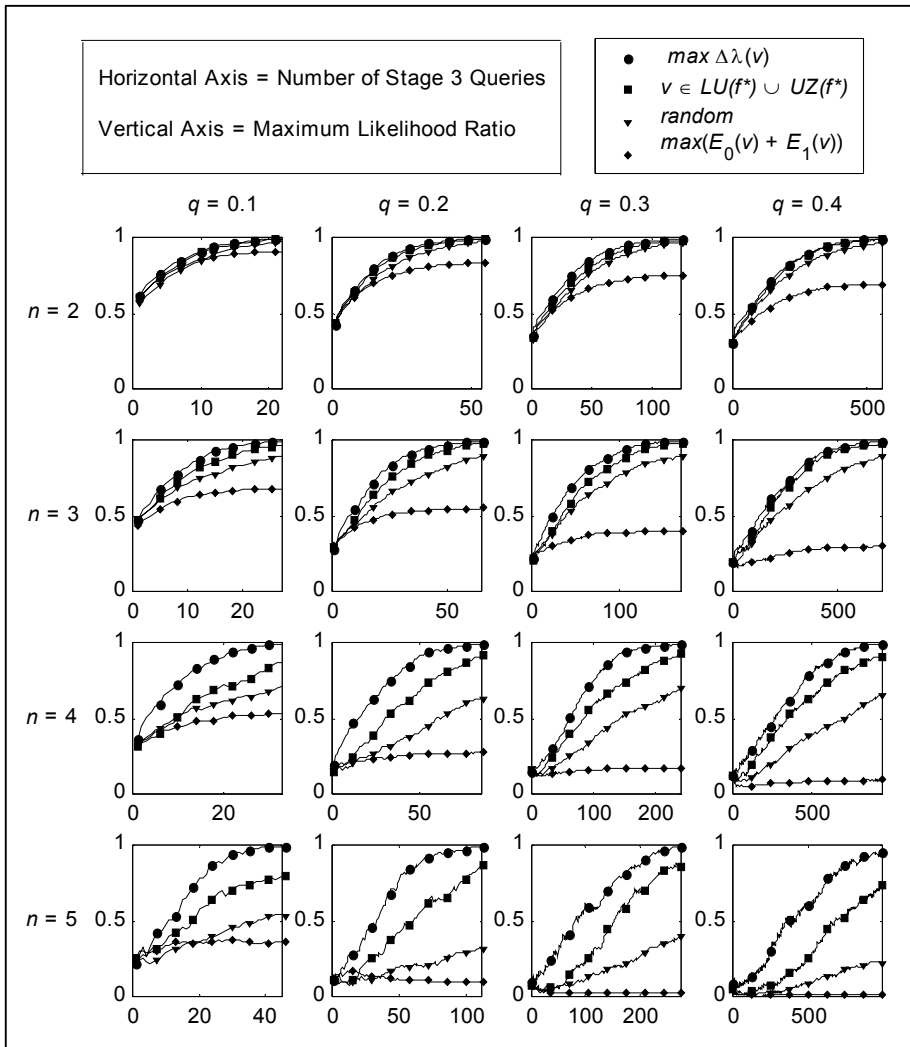 Horizontal Axis = Number of Stage 3 Queries
Vertical Axis = Maximum Likelihood Ratio
max Δλ(v)
v ∈ LU(f*) ∪ UZ(f*)
random
max(E₀(v) + E₁(v))
q = 0.1 q = 0.2 q = 0.3 q = 0.4
n = 2
1 0.5 0 0 10 20
1 0.5 0 0 50
1 0.5 0 0 50 100
1 0.5 0 0 500
n = 3
1 0.5 0 0 10 20
1 0.5 0 0 50
1 0.5 0 0 100
1 0.5 0 0 500
n = 4
1 0.5 0 20
1 0.5 0 0 50
1 0.5 0 0 100 200
1 0.5 0 500
n = 5
1 0.5 0 0 20 40
1 0.5 0 0 50 100
1 0.5 0 0 100 200
1 0.5 0 0 500